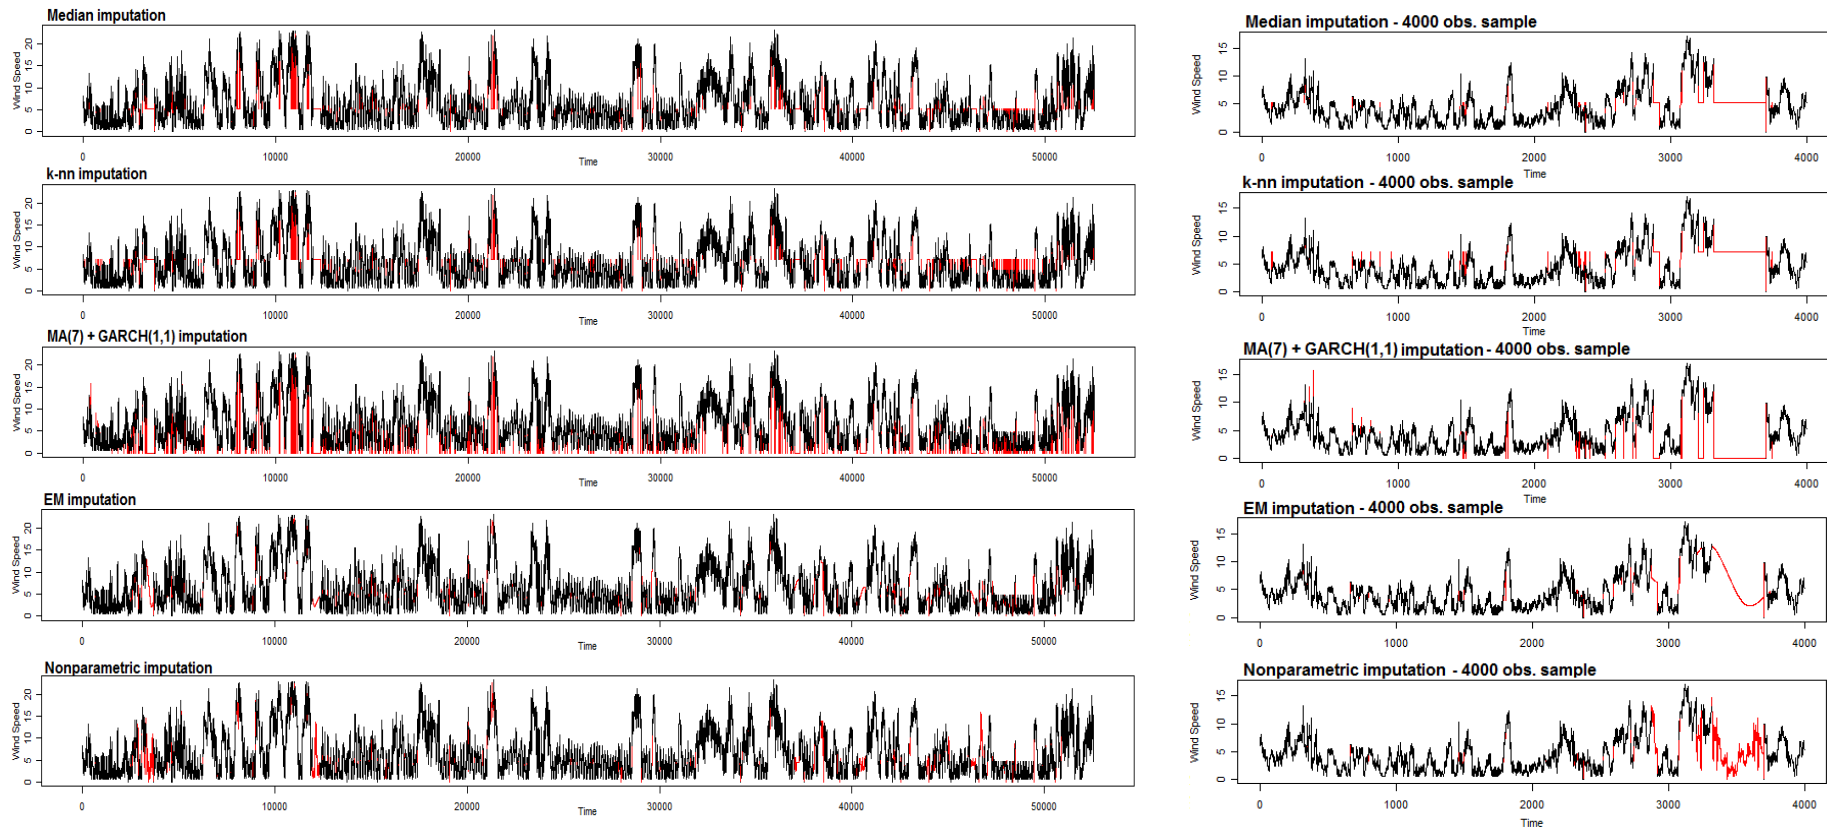 Median imputation
Wind Speed
0 5 10 15 20
0 10000 20000 30000 40000 50000
Time
k-nn imputation
Wind Speed
0 5 10 15 20
0 10000 20000 30000 40000 50000
Time
MA(7) + GARCH(1,1) imputation
Wind Speed
0 5 10 15 20
0 10000 20000 30000 40000 50000
Time
EM imputation
Wind Speed
0 5 10 15 20
0 10000 20000 30000 40000 50000
Time
Nonparametric imputation
Wind Speed
0 5 10 15 20
0 10000 20000 30000 40000 50000
Time
Median imputation - 4000 obs. sample
Wind Speed
0 5 10 15
0 1000 2000 3000 4000
Time
k-nn imputation - 4000 obs. sample
Wind Speed
0 5 10 15
0 1000 2000 3000 4000
Time
MA(7) + GARCH(1,1) imputation - 4000 obs. sample
Wind Speed
0 5 10 15
0 1000 2000 3000 4000
Time
EM imputation - 4000 obs. sample
Wind Speed
0 5 10 15
0 1000 2000 3000 4000
Time
Nonparametric imputation - 4000 obs. sample
Wind Speed
0 5 10 15
0 1000 2000 3000 4000
Time